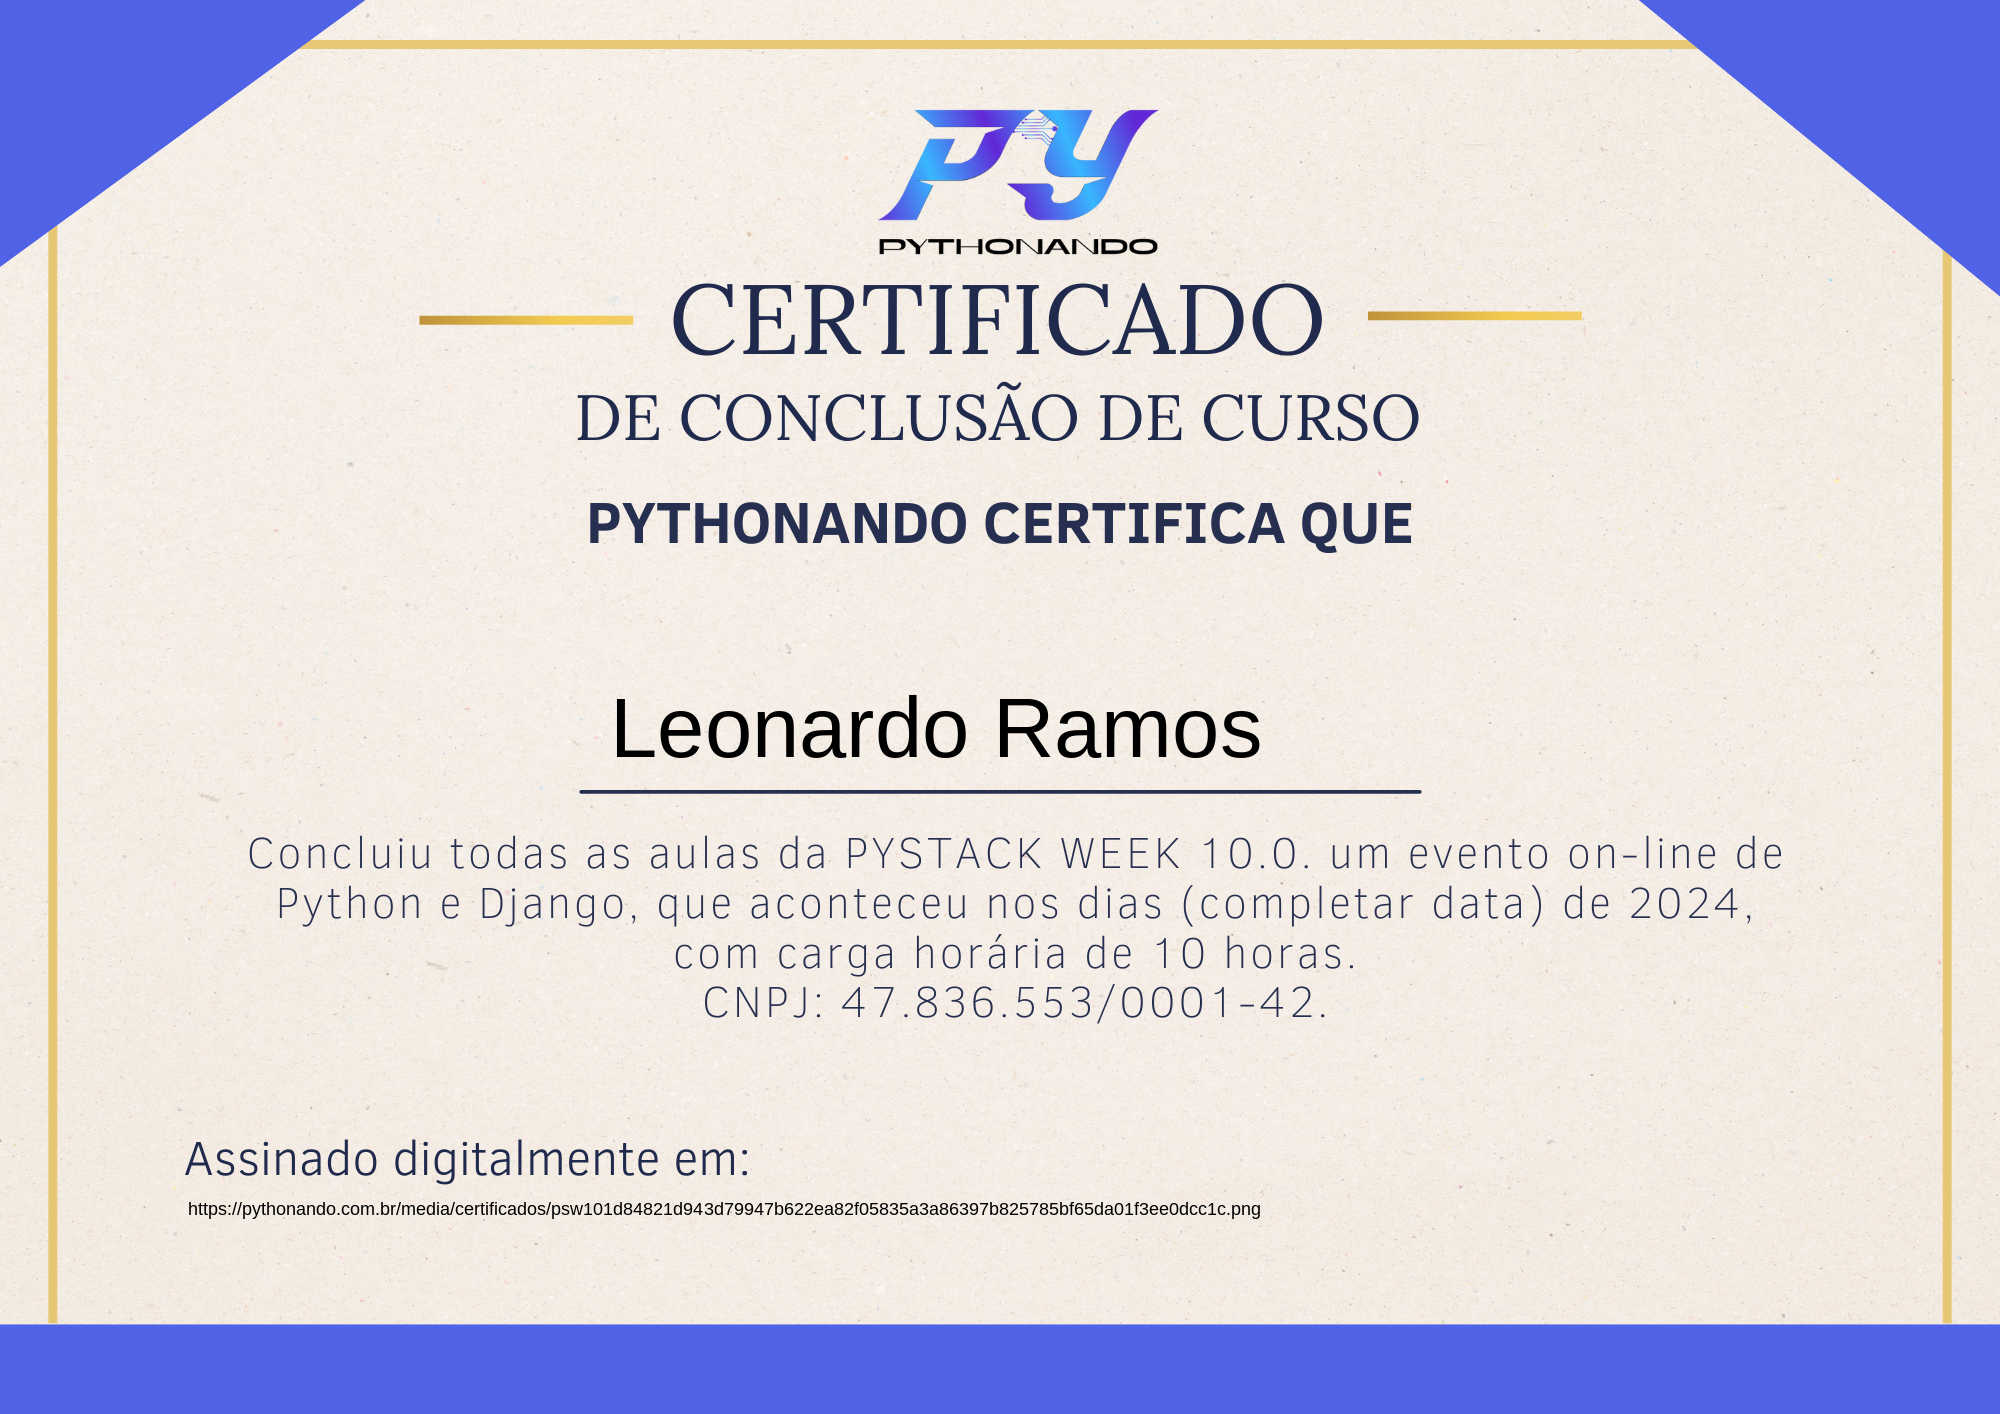 PY
PYTHONANDO
CERTIFICADO
DE CONCLUSÃO DE CURSO
PYTHONANDO CERTIFICA QUE
Leonardo Ramos
Concluiu todas as aulas da PYSTACK WEEK 10.0. um evento on-line de
Python e Django, que aconteceu nos dias (completar data) de 2024,
com carga horária de 10 horas.
CNPJ: 47.836.553/0001-42.
Assinado digitalmente em:
https://pythonando.com.br/media/certificados/psw101d84821d943d79947b622ea82f05835a3a86397b825785bf65da01f3ee0dcc1c.png